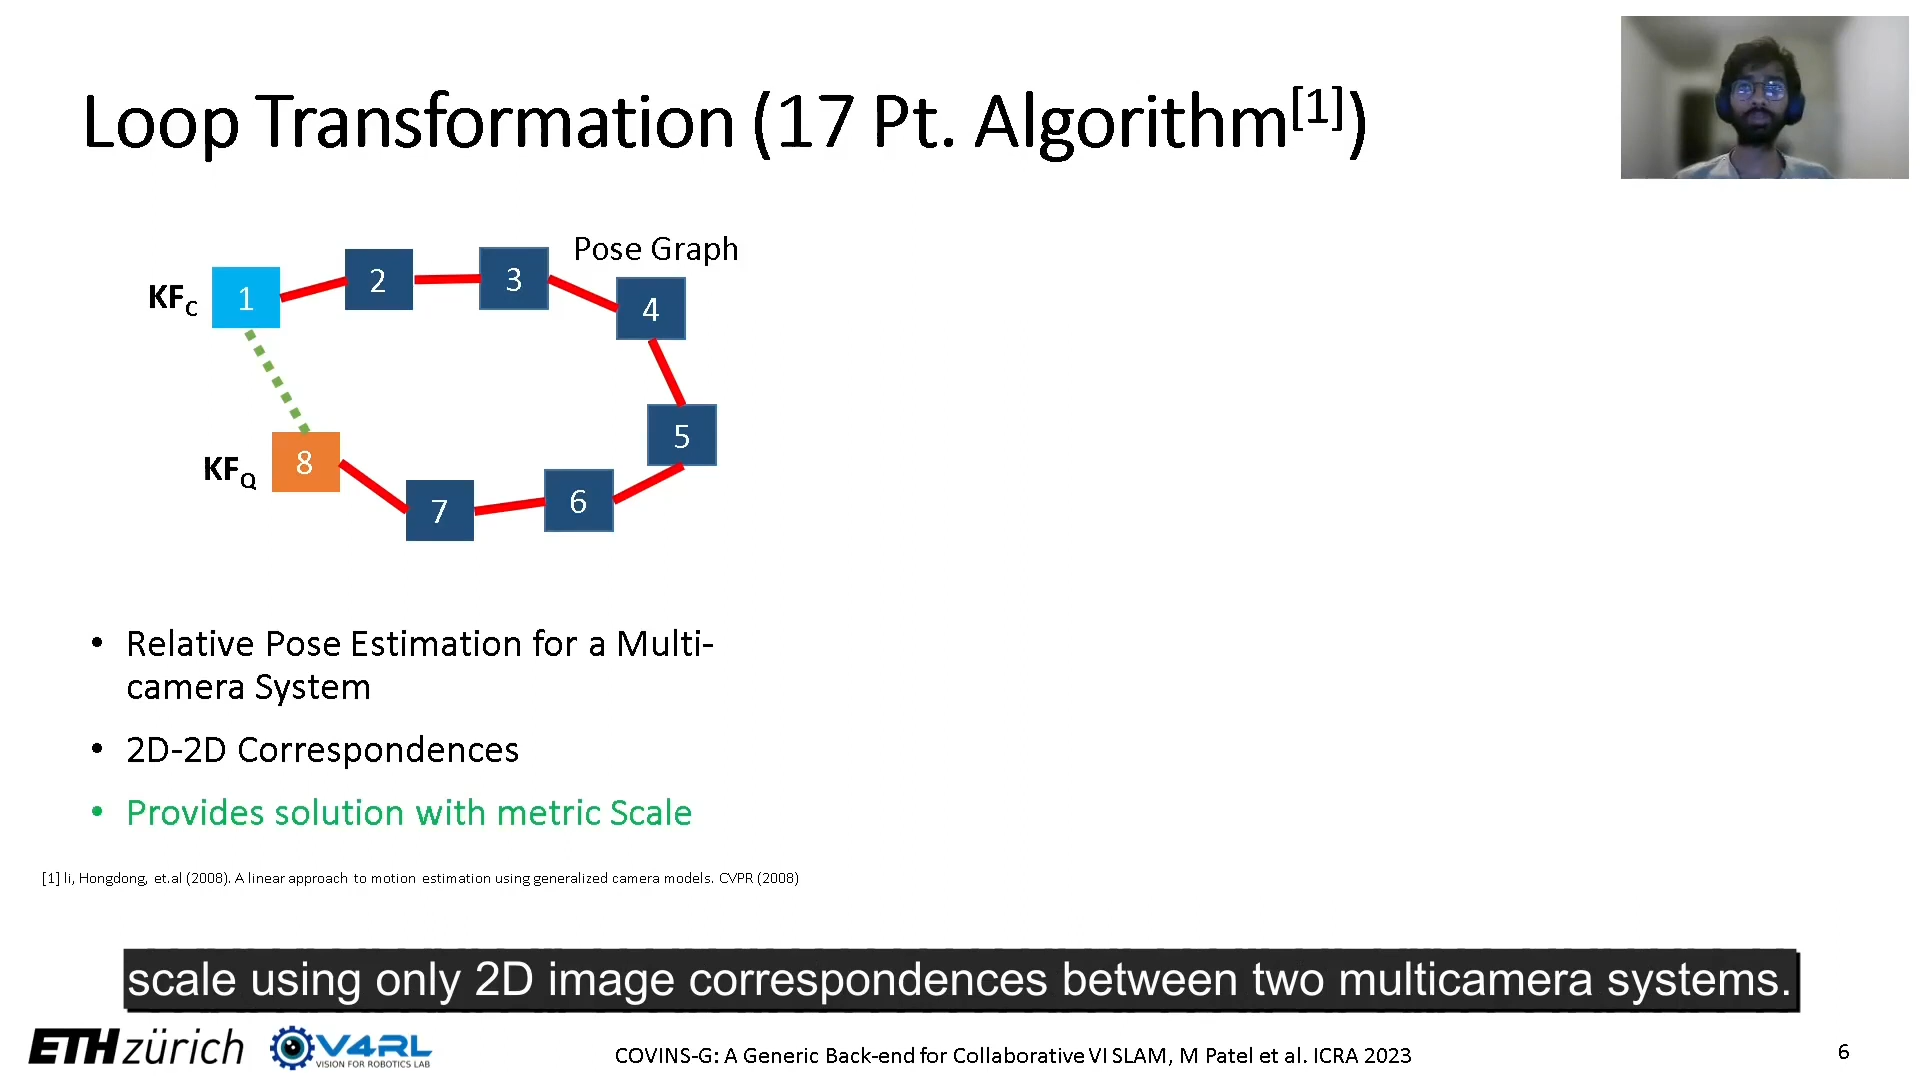 Loop Transformation (17 Pt. Algorithm[1])
Pose Graph
KFC
1
2
3
4
5
6
7
8
KFQ
• Relative Pose Estimation for a Multi-
camera System
• 2D-2D Correspondences
• Provides solution with metric Scale
[1] li, Hongdong, et.al (2008). A linear approach to motion estimation using generalized camera models. CVPR (2008)
scale using only 2D image correspondences between two multicamera systems.
ETH zürich
V4RL
VISION FOR ROBOTICS LAB
COVINS-G: A Generic Back-end for Collaborative VI SLAM, M Patel et al. ICRA 2023
6